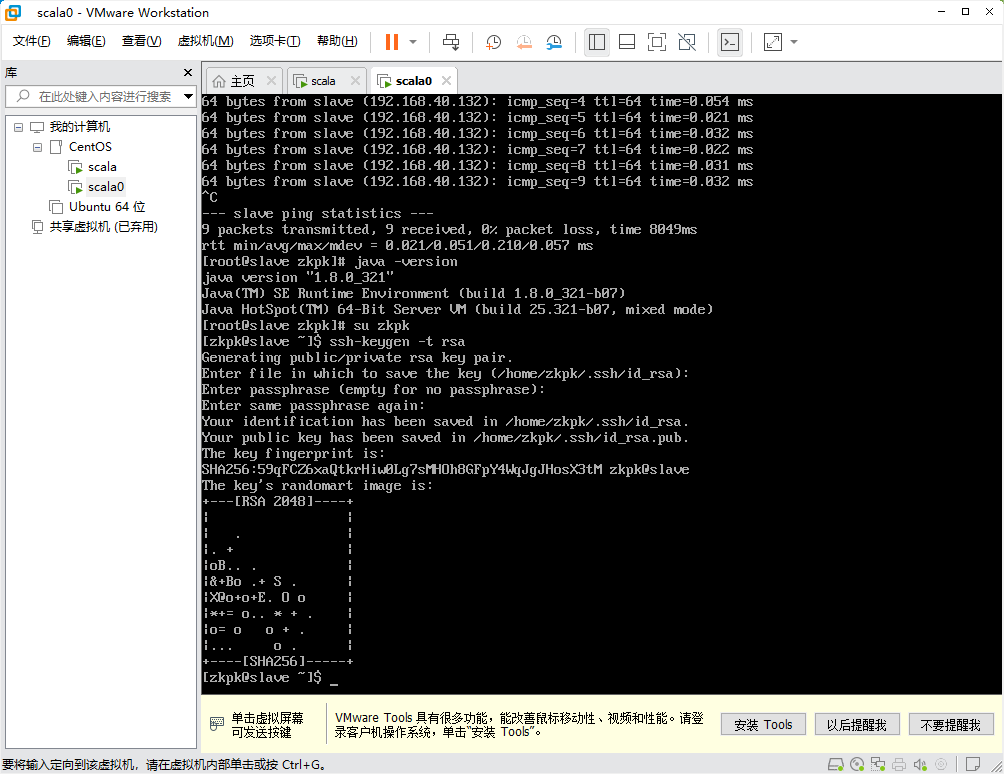 scala0 - VMware Workstation
文件(F) 编辑(E) 查看(V) 虚拟机(M) 选项卡(T) 帮助(H)
库
在此处键入内容进行搜索
我的计算机
CentOS
scala
scala0
Ubuntu 64 位
共享虚拟机 (已弃用)
主页 scala scala0
64 bytes from slave (192.168.40.132): icmp_seq=4 ttl=64 time=0.054 ms
64 bytes from slave (192.168.40.132): icmp_seq=5 ttl=64 time=0.021 ms
64 bytes from slave (192.168.40.132): icmp_seq=6 ttl=64 time=0.032 ms
64 bytes from slave (192.168.40.132): icmp_seq=7 ttl=64 time=0.022 ms
64 bytes from slave (192.168.40.132): icmp_seq=8 ttl=64 time=0.031 ms
64 bytes from slave (192.168.40.132): icmp_seq=9 ttl=64 time=0.032 ms
^C
--- slave ping statistics ---
9 packets transmitted, 9 received, 0% packet loss, time 8049ms
rtt min/avg/max/mdev = 0.021/0.051/0.210/0.057 ms
[root@slave zkpk]# java -version
java version "1.8.0_321"
Java(TM) SE Runtime Environment (build 1.8.0_321-b07)
Java HotSpot(TM) 64-Bit Server VM (build 25.321-b07, mixed mode)
[root@slave zkpk]# su zkpk
[zkpk@slave ~]$ ssh-keygen -t rsa
Generating public/private rsa key pair.
Enter file in which to save the key (/home/zkpk/.ssh/id_rsa):
Enter passphrase (empty for no passphrase):
Enter same passphrase again:
Your identification has been saved in /home/zkpk/.ssh/id_rsa.
Your public key has been saved in /home/zkpk/.ssh/id_rsa.pub.
The key fingerprint is:
SHA256:59qFCZ6xaQtkrHiw0Lg7sMHOh8GFpY4WqJgJHosX3tM zkpk@slave
The key's randomart image is:
+---[RSA 2048]----+
|                 |
|   .             |
|. +              |
|oB.. .           |
|&+Bo .+ S .      |
|X@o+o+E. O o     |
|*+= o.. * + .    |
|o= o   o + .     |
|...     o .      |
+----[SHA256]-----+
[zkpk@slave ~]$ _
单击虚拟屏幕
可发送按键
VMware Tools 具有很多功能，能改善鼠标移动性、视频和性能。请登
录客户机操作系统，单击“安装 Tools”。
安装 Tools 以后提醒我 不要提醒我
要将输入定向到该虚拟机，请在虚拟机内部单击或按 Ctrl+G。